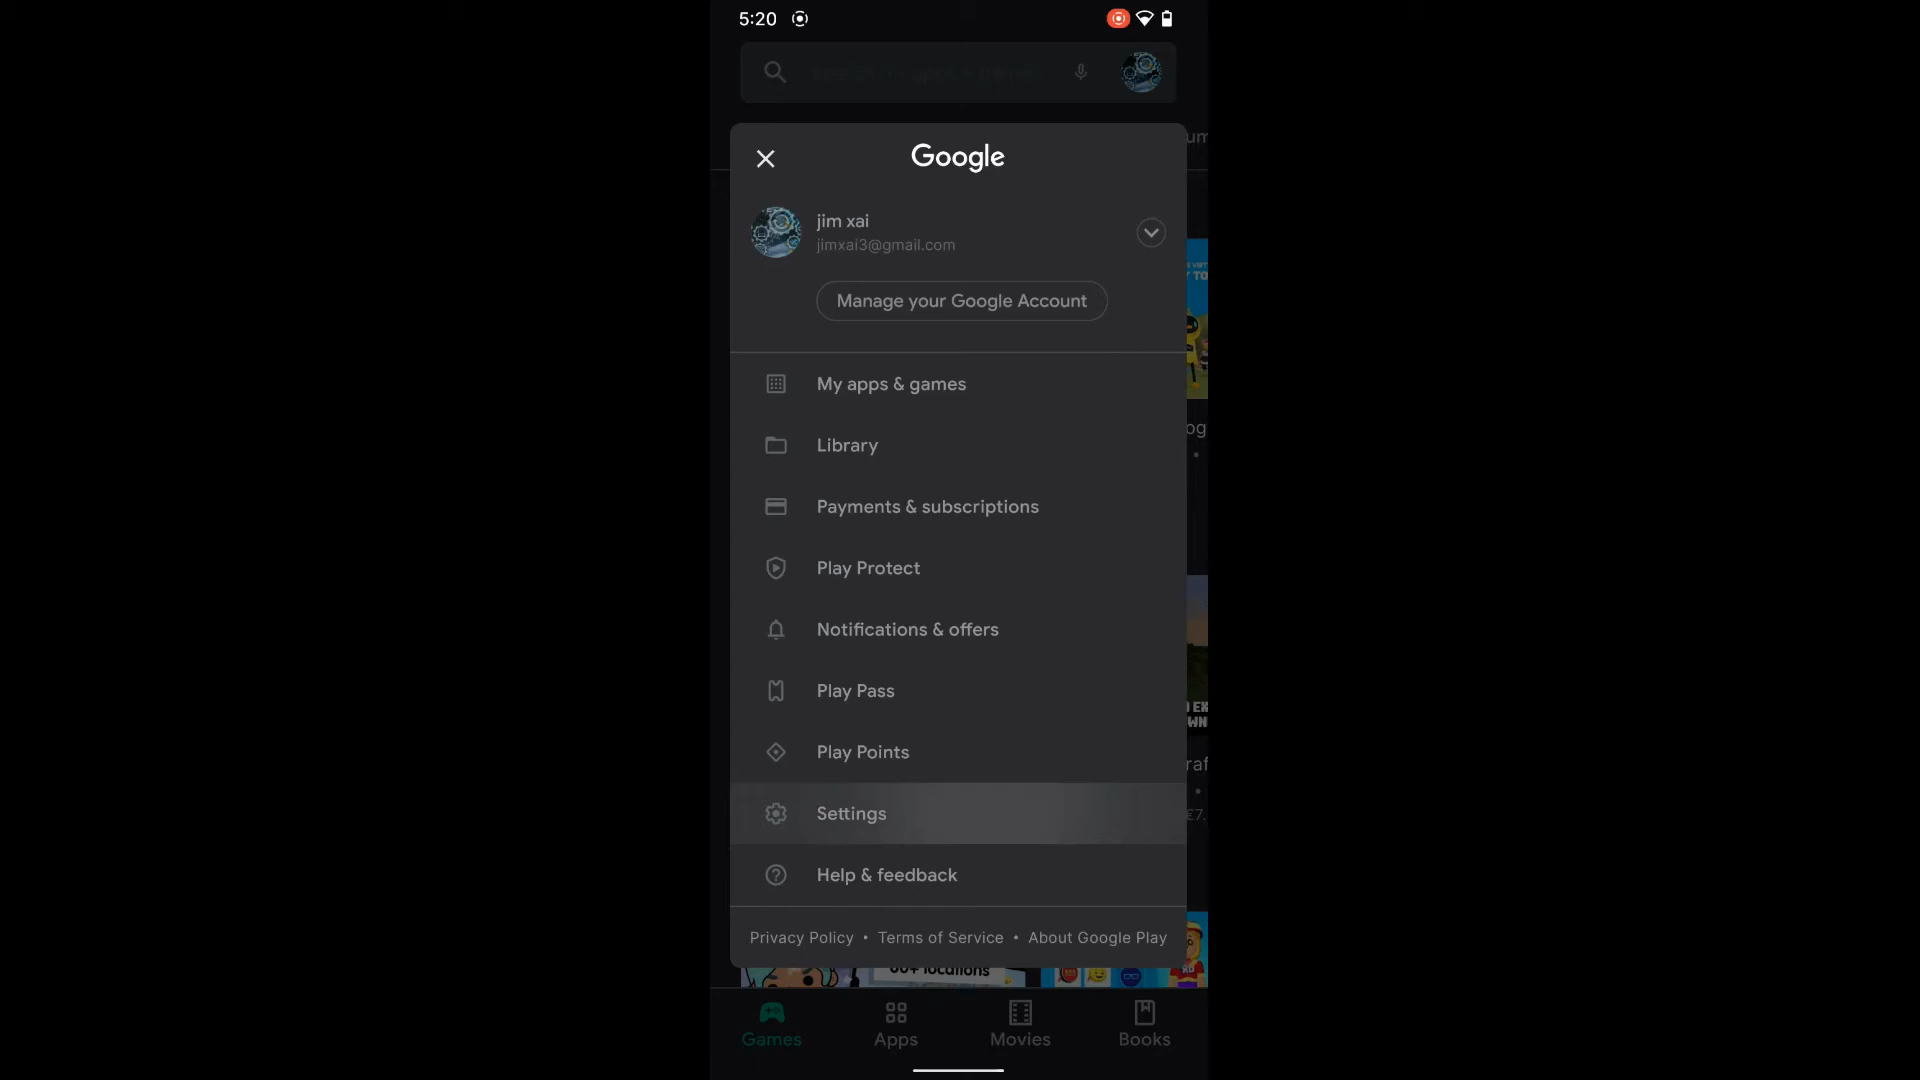 5:20
Google
jim xai
jimxai3@gmail.com
Manage your Google Account
My apps & games
Library
Payments & subscriptions
Play Protect
Notifications & offers
Play Pass
Play Points
Settings
Help & feedback
Privacy Policy • Terms of Service • About Google Play
60+ locations
Games
Apps
Movies
Books